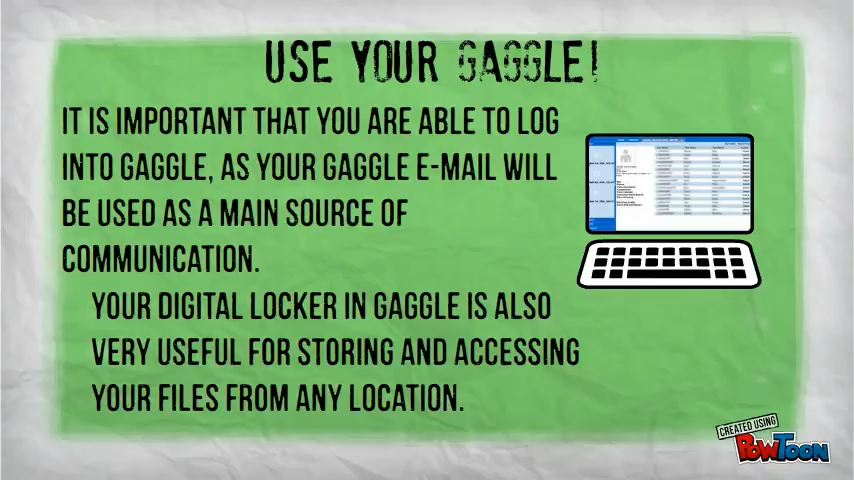 USE YOUR GAGGLE!
IT IS IMPORTANT THAT YOU ARE ABLE TO LOG
INTO GAGGLE, AS YOUR GAGGLE E-MAIL WILL
BE USED AS A MAIN SOURCE OF
COMMUNICATION.
YOUR DIGITAL LOCKER IN GAGGLE IS ALSO
VERY USEFUL FOR STORING AND ACCESSING
YOUR FILES FROM ANY LOCATION.
CREATED USING
POWTOON